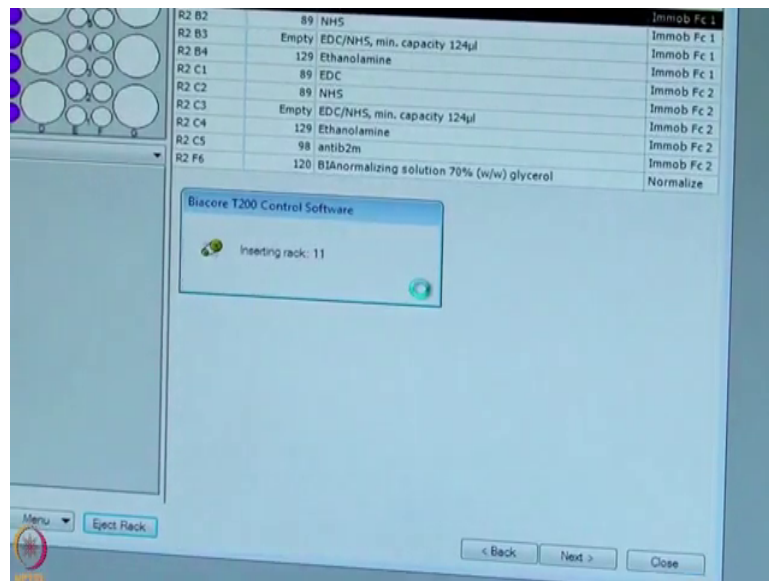 Immob Fc 1
R2 B2 89 NHS Immob Fc 1
R2 B3 Empty EDC/NHS, min. capacity 124µl Immob Fc 1
R2 B4 129 Ethanolamine Immob Fc 1
R2 C1 89 EDC Immob Fc 2
R2 C2 89 NHS Immob Fc 2
R2 C3 Empty EDC/NHS, min. capacity 124µl Immob Fc 2
R2 C4 129 Ethanolamine Immob Fc 2
R2 C5 98 antib2m Immob Fc 2
R2 F6 120 BIAnormalizing solution 70% (w/w) glycerol Normalize
D E F G
Biacore T200 Control Software
Inserting rack: 11
Menu Eject Rack
< Back Next > Close